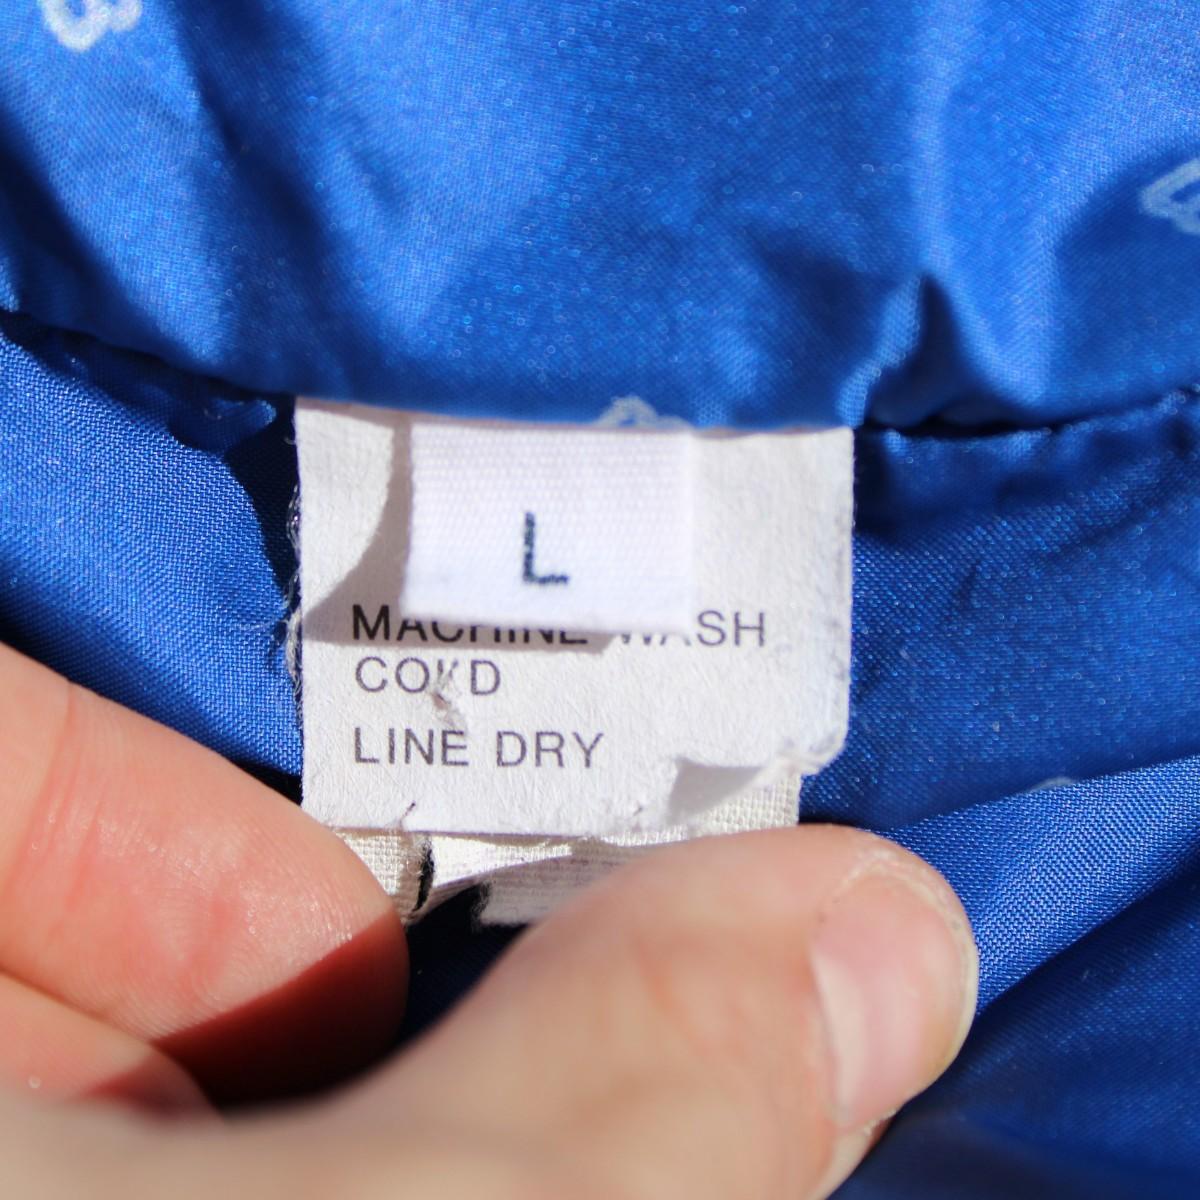 L
MACHINE WASH
COLD
LINE DRY